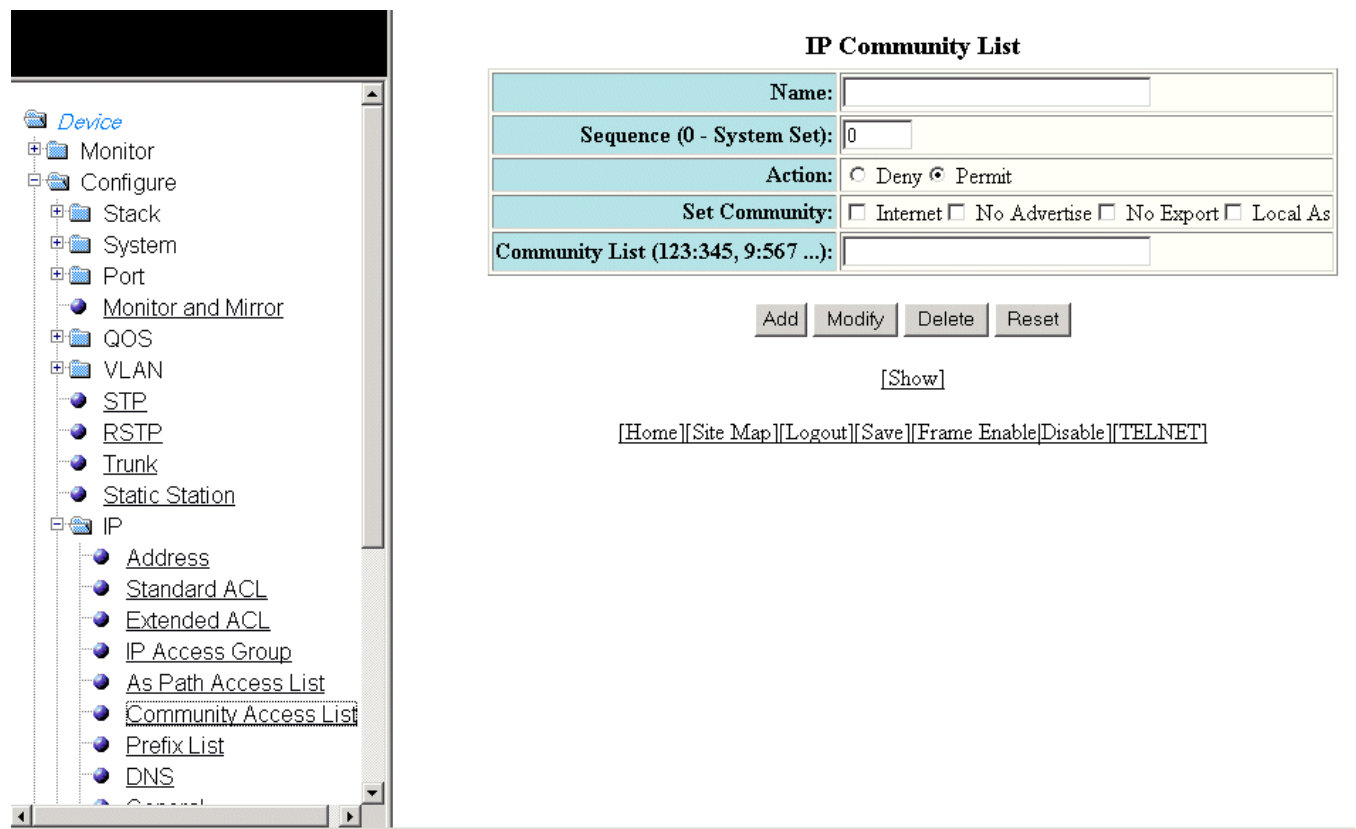 Device
Monitor
Configure
Stack
System
Port
Monitor and Mirror
QOS
VLAN
STP
RSTP
Trunk
Static Station
IP
Address
Standard ACL
Extended ACL
IP Access Group
As Path Access List
Community Access List
Prefix List
DNS
IP Community List
Name:
Sequence (0 - System Set): 0
Action: Deny Permit
Set Community: Internet No Advertise No Export Local As
Community List (123:345, 9:567 ...):
Add Modify Delete Reset
[Show]
[Home][Site Map][Logout][Save][Frame Enable|Disable][TELNET]